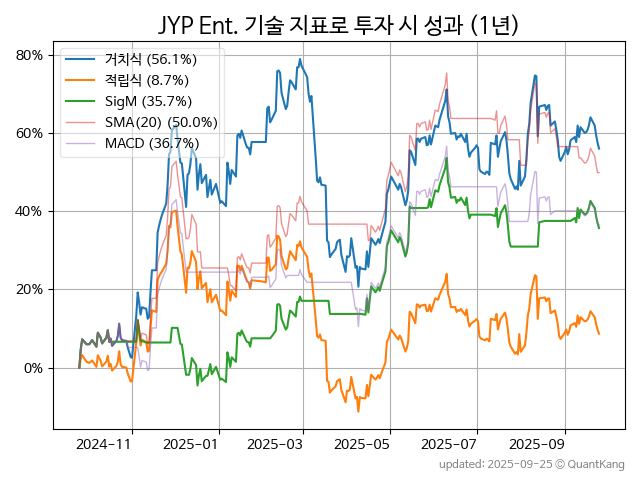 JYP Ent. 기술 지표로 투자 시 성과 (1년)
80%
60%
40%
20%
0%
거치식 (56.1%)
적립식 (8.7%)
SigM (35.7%)
SMA(20) (50.0%)
MACD (36.7%)
2024-11 2025-01 2025-03 2025-05 2025-07 2025-09
updated: 2025-09-25 © QuantKang